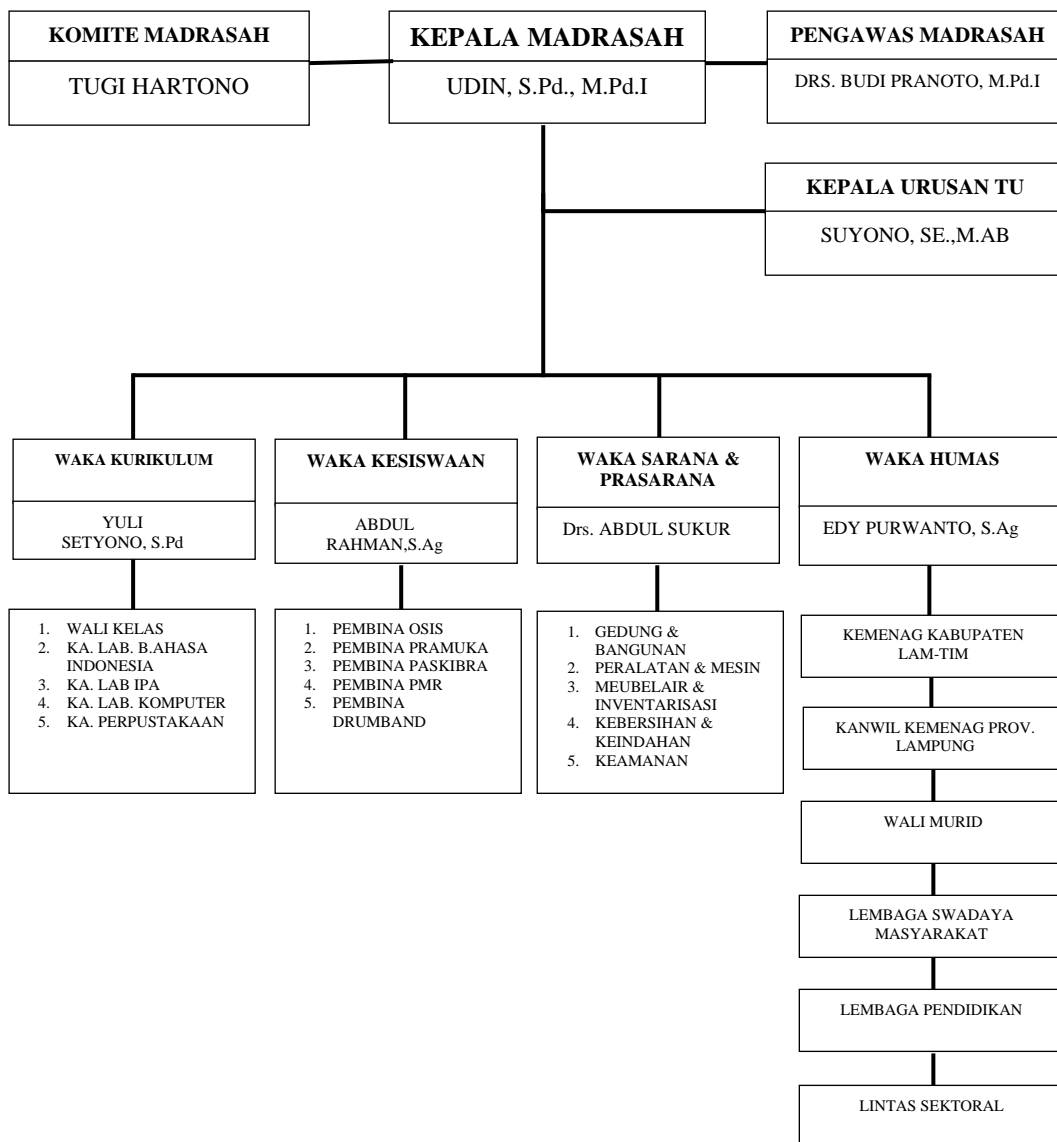 KOMITE MADRASAH
TUGI HARTONO
KEPALA MADRASAH
UDIN, S.Pd., M.Pd.I
PENGAWAS MADRASAH
DRS. BUDI PRANOTO, M.Pd.I
KEPALA URUSAN TU
SUYONO, SE.,M.AB
WAKA KURIKULUM
YULI
SETYONO, S.Pd
1. WALI KELAS
2. KA. LAB. B.AHASA
INDONESIA
3. KA. LAB IPA
4. KA. LAB. KOMPUTER
5. KA. PERPUSTAKAAN
WAKA KESISWAAN
ABDUL
RAHMAN,S.Ag
1. PEMBINA OSIS
2. PEMBINA PRAMUKA
3. PEMBINA PASKIBRA
4. PEMBINA PMR
5. PEMBINA
DRUMBAND
WAKA SARANA &
PRASARANA
Drs. ABDUL SUKUR
1. GEDUNG &
BANGUNAN
2. PERALATAN & MESIN
3. MEUBELAIR &
INVENTARISASI
4. KEBERSIHAN &
KEINDAHAN
5. KEAMANAN
WAKA HUMAS
EDY PURWANTO, S.Ag
KEMENAG KABUPATEN
LAM-TIM
KANWIL KEMENAG PROV.
LAMPUNG
WALI MURID
LEMBAGA SWADAYA
MASYARAKAT
LEMBAGA PENDIDIKAN
LINTAS SEKTORAL